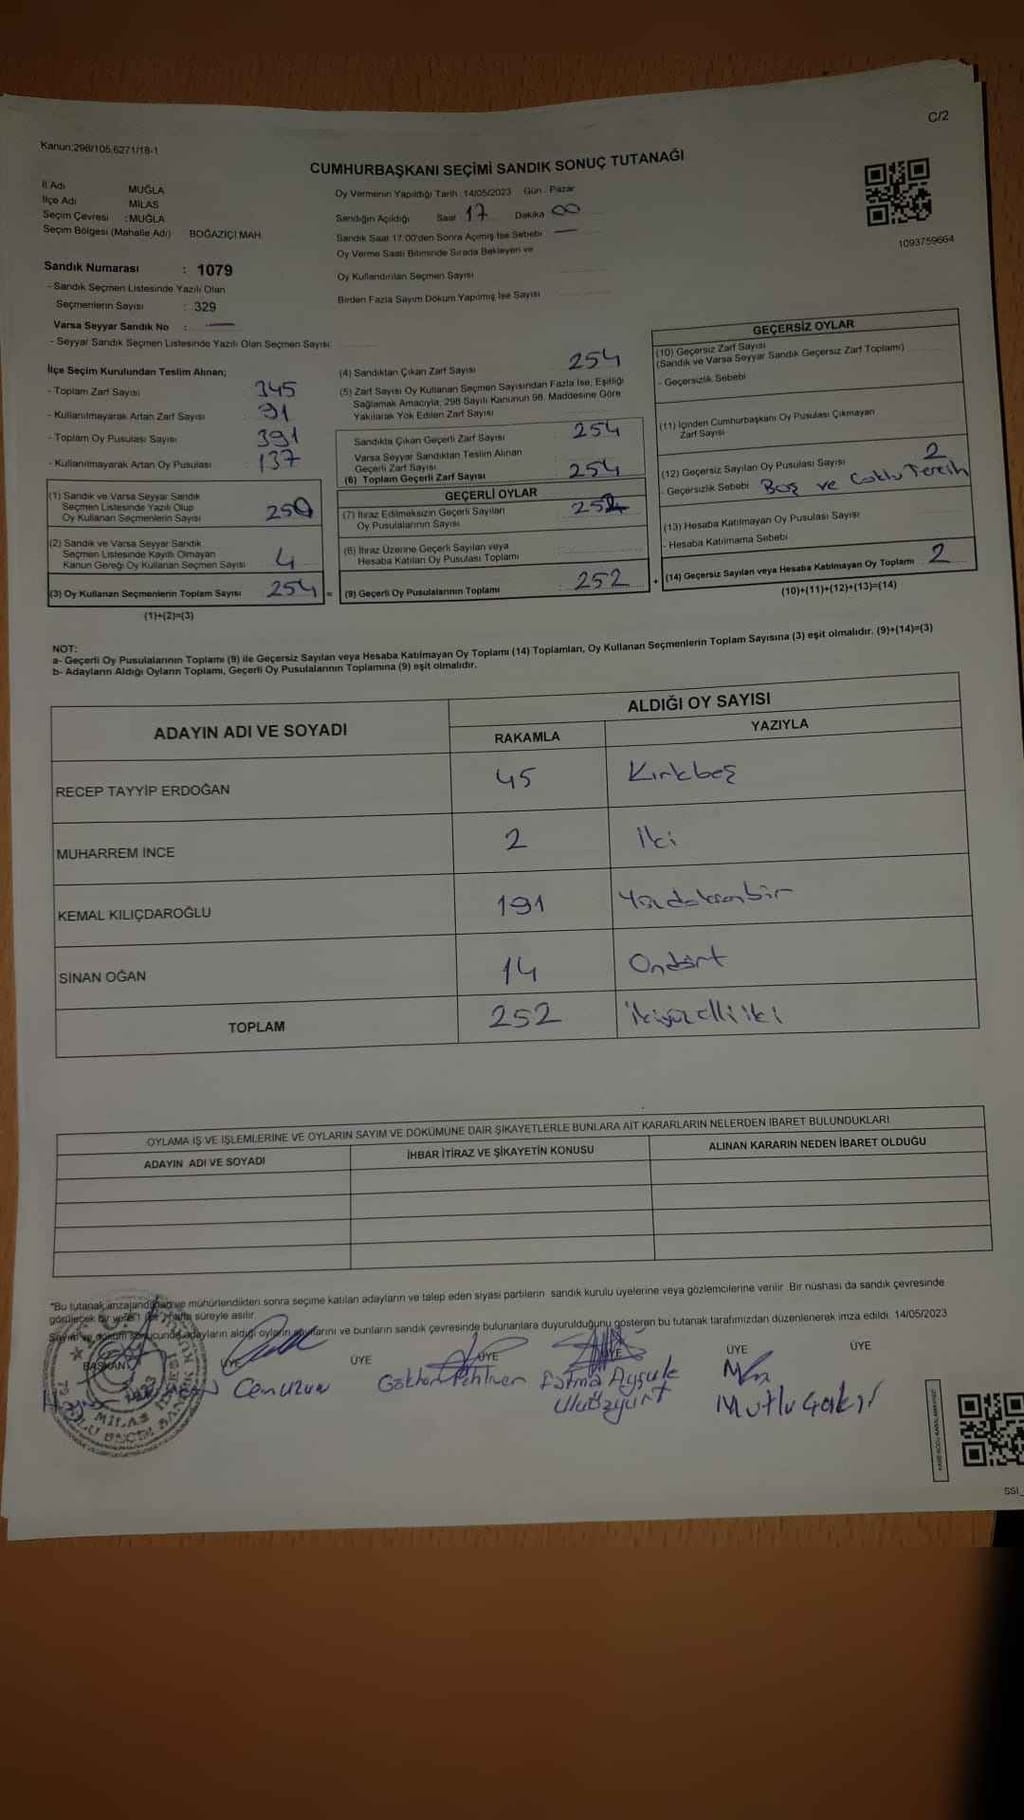 C/2
Kanun:298/105,6271/18-1
CUMHURBAŞKANI SEÇİMİ SANDIK SONUÇ TUTANAĞI
İl Adı MUĞLA
İlçe Adı MİLAS
Seçim Çevresi :MUĞLA
Seçim Bölgesi (Mahalle Adı) BOĞAZİÇİ MAH.
Oy Vermenin Yapıldığı Tarih :14/05/2023 Gün : Pazar
Sandığın Açıldığı Saat 17 Dakika 00
Sandık Saat 17:00'den Sonra Açılmış İse Sebebi —
Oy Verme Saati Bitiminde Sırada Bekleyen ve
Oy Kullandırılan Seçmen Sayısı
Birden Fazla Sayım Döküm Yapılmış İse Sayısı
1093759664
Sandık Numarası : 1079
- Sandık Seçmen Listesinde Yazılı Olan
Seçmenlerin Sayısı : 329
Varsa Seyyar Sandık No : —
- Seyyar Sandık Seçmen Listesinde Yazılı Olan Seçmen Sayısı
İlçe Seçim Kurulundan Teslim Alınan;
- Toplam Zarf Sayısı 345
- Kullanılmayarak Artan Zarf Sayısı 91
- Toplam Oy Pusulası Sayısı 391
- Kullanılmayarak Artan Oy Pusulası 137
(1) Sandık ve Varsa Seyyar Sandık
Seçmen Listesinde Yazılı Olup
Oy Kullanan Seçmenlerin Sayısı 250
(2) Sandık ve Varsa Seyyar Sandık
Seçmen Listesinde Kayıtlı Olmayan
Kanun Gereği Oy Kullanan Seçmen Sayısı 4
(3) Oy Kullanan Seçmenlerin Toplam Sayısı 254 =
(1)+(2)=(3)
(4) Sandıktan Çıkan Zarf Sayısı 254
(5) Zarf Sayısı Oy Kullanan Seçmen Sayısından Fazla İse, Eşitliği
Sağlamak Amacıyla, 298 Sayılı Kanunun 98. Maddesine Göre
Yakılarak Yok Edilen Zarf Sayısı
Sandıkta Çıkan Geçerli Zarf Sayısı 254
Varsa Seyyar Sandıktan Teslim Alınan
Geçerli Zarf Sayısı
(6) Toplam Geçerli Zarf Sayısı 254
GEÇERLİ OYLAR
(7) İtiraz Edilmeksizin Geçerli Sayılan
Oy Pusulalarının Sayısı 252
(8) İtiraz Üzerine Geçerli Sayılan veya
Hesaba Katılan Oy Pusulası Toplamı
(9) Geçerli Oy Pusulalarının Toplamı 252 +
GEÇERSİZ OYLAR
(10) Geçersiz Zarf Sayısı
(Sandık ve Varsa Seyyar Sandık Geçersiz Zarf Toplamı)
- Geçersizlik Sebebi
(11) İçinden Cumhurbaşkanı Oy Pusulası Çıkmayan
Zarf Sayısı
(12) Geçersiz Sayılan Oy Pusulası Sayısı 2
- Geçersizlik Sebebi Boş ve Çoklu Tercih
(13) Hesaba Katılmayan Oy Pusulası Sayısı
- Hesaba Katılmama Sebebi
(14) Geçersiz Sayılan veya Hesaba Katılmayan Oy Toplamı 2
(10)+(11)+(12)+(13)=(14)
NOT:
a- Geçerli Oy Pusulalarının Toplamı (9) ile Geçersiz Sayılan veya Hesaba Katılmayan Oy Toplamı (14) Toplamları, Oy Kullanan Seçmenlerin Toplam Sayısına (3) eşit olmalıdır. (9)+(14)=(3)
b- Adayların Aldığı Oyların Toplamı, Geçerli Oy Pusulalarının Toplamına (9) eşit olmalıdır.
ADAYIN ADI VE SOYADI ALDIĞI OY SAYISI
RAKAMLA YAZIYLA
RECEP TAYYİP ERDOĞAN 45 Kırkbeş
MUHARREM İNCE 2 İki
KEMAL KILIÇDAROĞLU 191 Yüzdoksanbir
SİNAN OĞAN 14 Ondört
TOPLAM 252 İkiyüzelliiki
OYLAMA İŞ VE İŞLEMLERİNE VE OYLARIN SAYIM VE DÖKÜMÜNE DAİR ŞİKAYETLERLE BUNLARA AİT KARARLARIN NELERDEN İBARET BULUNDUKLARI
ADAYIN ADI VE SOYADI İHBAR İTİRAZ VE ŞİKAYETİN KONUSU ALINAN KARARIN NEDEN İBARET OLDUĞU
*Bu tutanak imzalandıktan ve mühürlendikten sonra seçime katılan adayların ve talep eden siyasi partilerin sandık kurulu üyelerine veya gözlemcilerine verilir. Bir nüshası da sandık çevresinde
görülecek bir yere 1 hafta süreyle asılır.
Sayım ve döküm sonucunda adayların aldığı oyların sayılarını ve bunların sandık çevresinde bulunanlara duyurulduğunu gösteren bu tutanak tarafımızdan düzenlenerek imza edildi. 14/05/2023
BAŞKAN ÜYE ÜYE ÜYE ÜYE ÜYE ÜYE
Cem Uzun
Gökhan Pehlivan
Fatma Ayşule
Uluözyurt
Mutlu Çakır
MİLAS
SSİ_